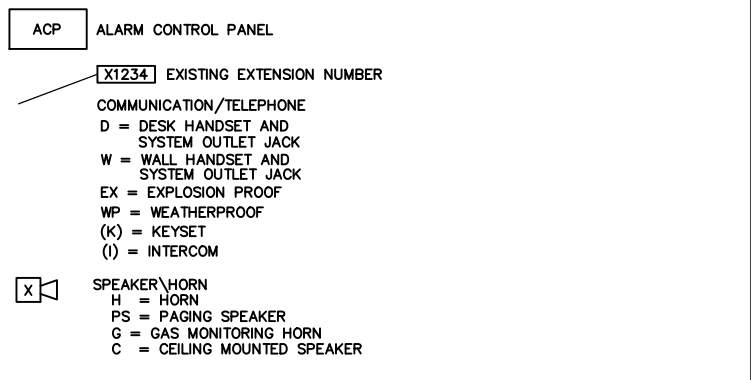 ACP ALARM CONTROL PANEL
X1234 EXISTING EXTENSION NUMBER
COMMUNICATION/TELEPHONE
D = DESK HANDSET AND
SYSTEM OUTLET JACK
W = WALL HANDSET AND
SYSTEM OUTLET JACK
EX = EXPLOSION PROOF
WP = WEATHERPROOF
(K) = KEYSET
(I) = INTERCOM
X SPEAKER\HORN
H = HORN
PS = PAGING SPEAKER
G = GAS MONITORING HORN
C = CEILING MOUNTED SPEAKER